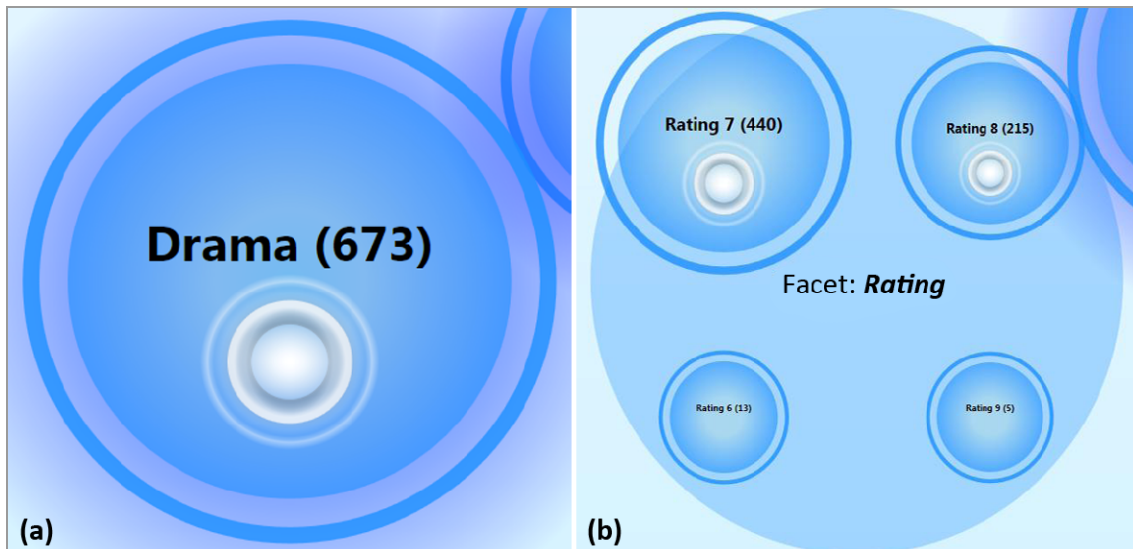 Drama (673)
(a)
Rating 7 (440)
Rating 8 (215)
Facet: Rating
Rating 6 (13)
Rating 9 (5)
(b)